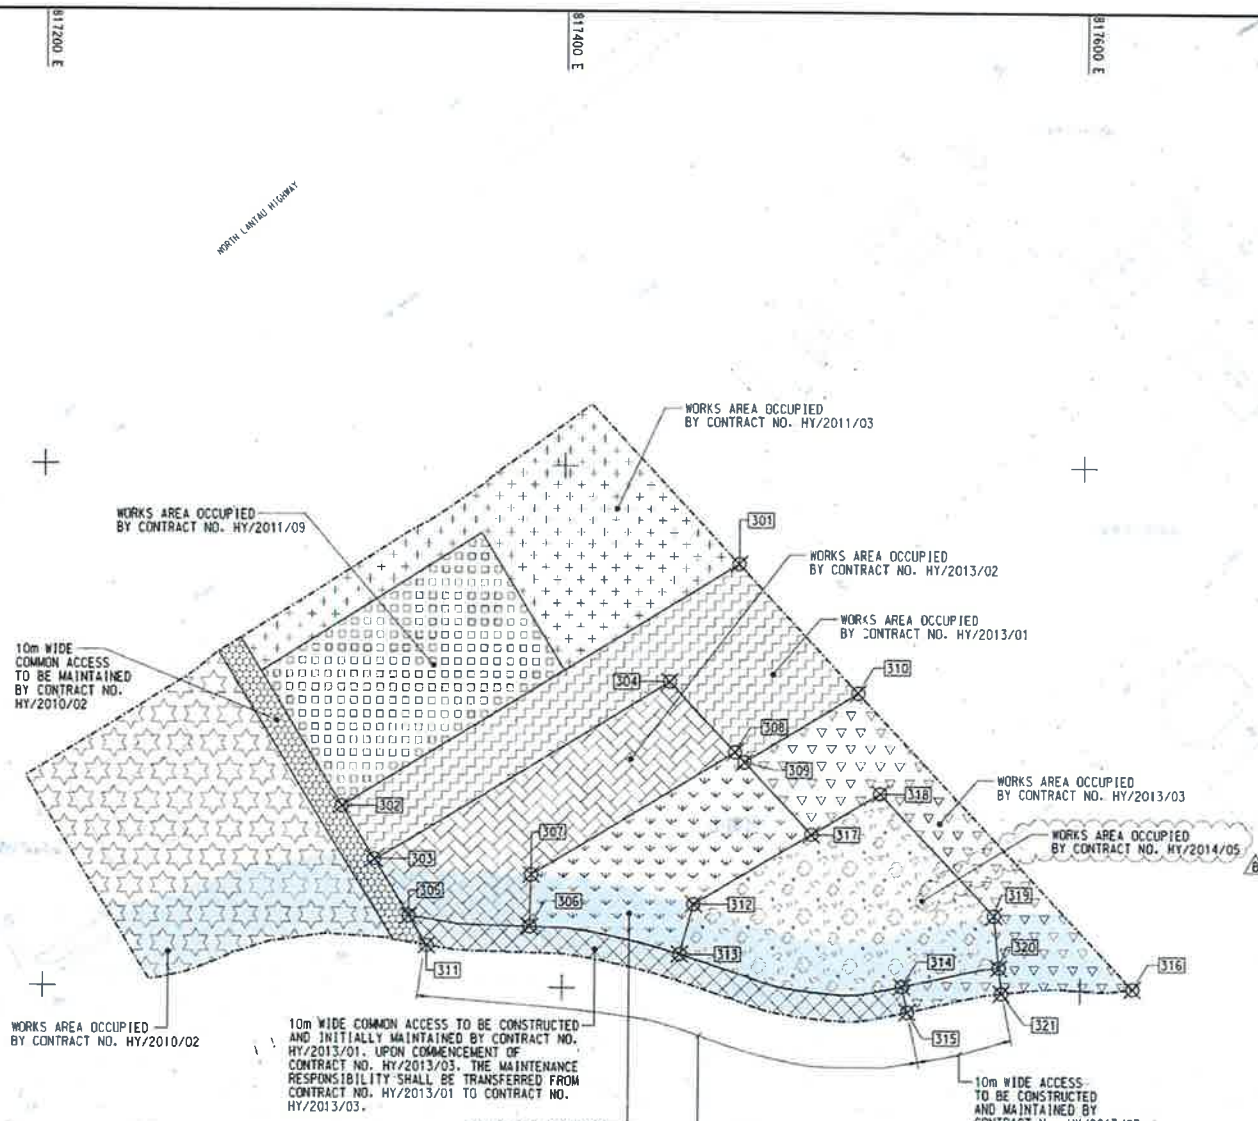 817200 E
817400 E
817600 E
NORTH LANTAU HIGHWAY
WORKS AREA OCCUPIED
BY CONTRACT NO. HY/2011/03
WORKS AREA OCCUPIED
BY CONTRACT NO. HY/2011/09
301
WORKS AREA OCCUPIED
BY CONTRACT NO. HY/2013/02
WORKS AREA OCCUPIED
BY CONTRACT NO. HY/2013/01
10m WIDE
COMMON ACCESS
TO BE MAINTAINED
BY CONTRACT NO.
HY/2010/02
304
310
308
309
WORKS AREA OCCUPIED
BY CONTRACT NO. HY/2013/03
318
302
307
317
WORKS AREA OCCUPIED
BY CONTRACT NO. HY/2014/05
B
303
305
306
312
319
313
320
311
314
316
WORKS AREA OCCUPIED
BY CONTRACT NO. HY/2010/02
10m WIDE COMMON ACCESS TO BE CONSTRUCTED
AND INITIALLY MAINTAINED BY CONTRACT NO.
HY/2013/01. UPON COMMENCEMENT OF
CONTRACT NO. HY/2013/03. THE MAINTENANCE
RESPONSIBILITY SHALL BE TRANSFERRED FROM
CONTRACT NO. HY/2013/01 TO CONTRACT NO.
HY/2013/03.
315
321
10m WIDE ACCESS
TO BE CONSTRUCTED
AND MAINTAINED BY